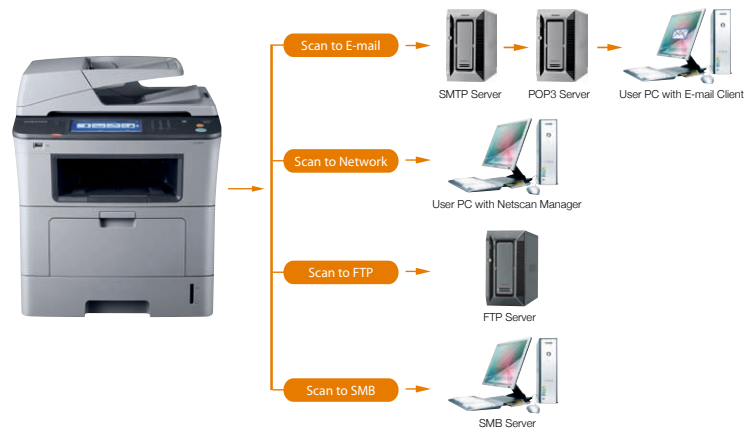 Scan to E-mail
SMTP Server
POP3 Server
User PC with E-mail Client
Scan to Network
User PC with Netscan Manager
Scan to FTP
FTP Server
Scan to SMB
SMB Server